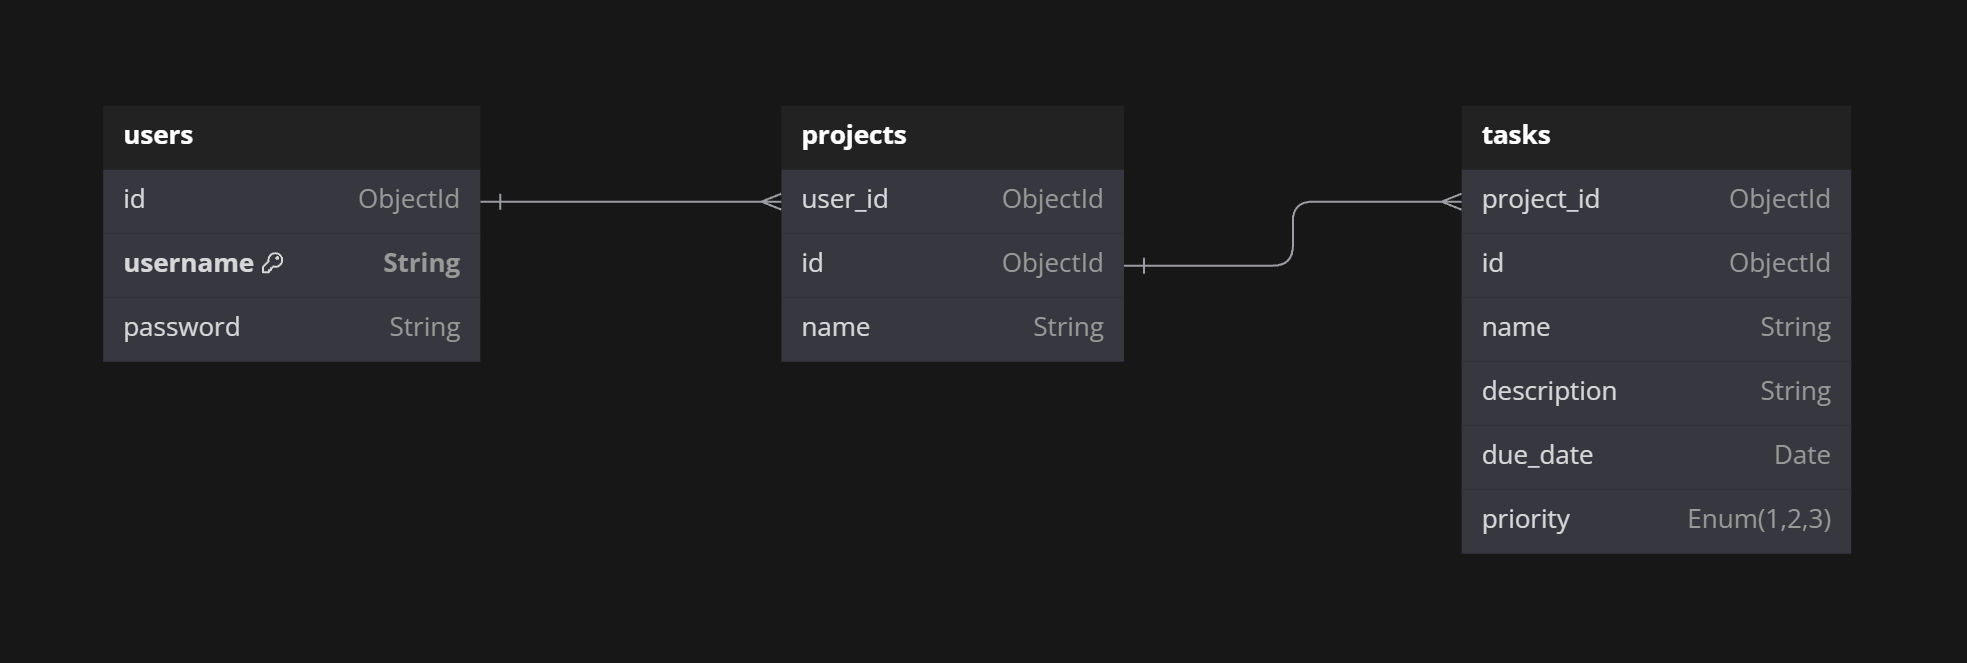 users
id ObjectId
username String
password String
projects
user_id ObjectId
id ObjectId
name String
tasks
project_id ObjectId
id ObjectId
name String
description String
due_date Date
priority Enum(1,2,3)